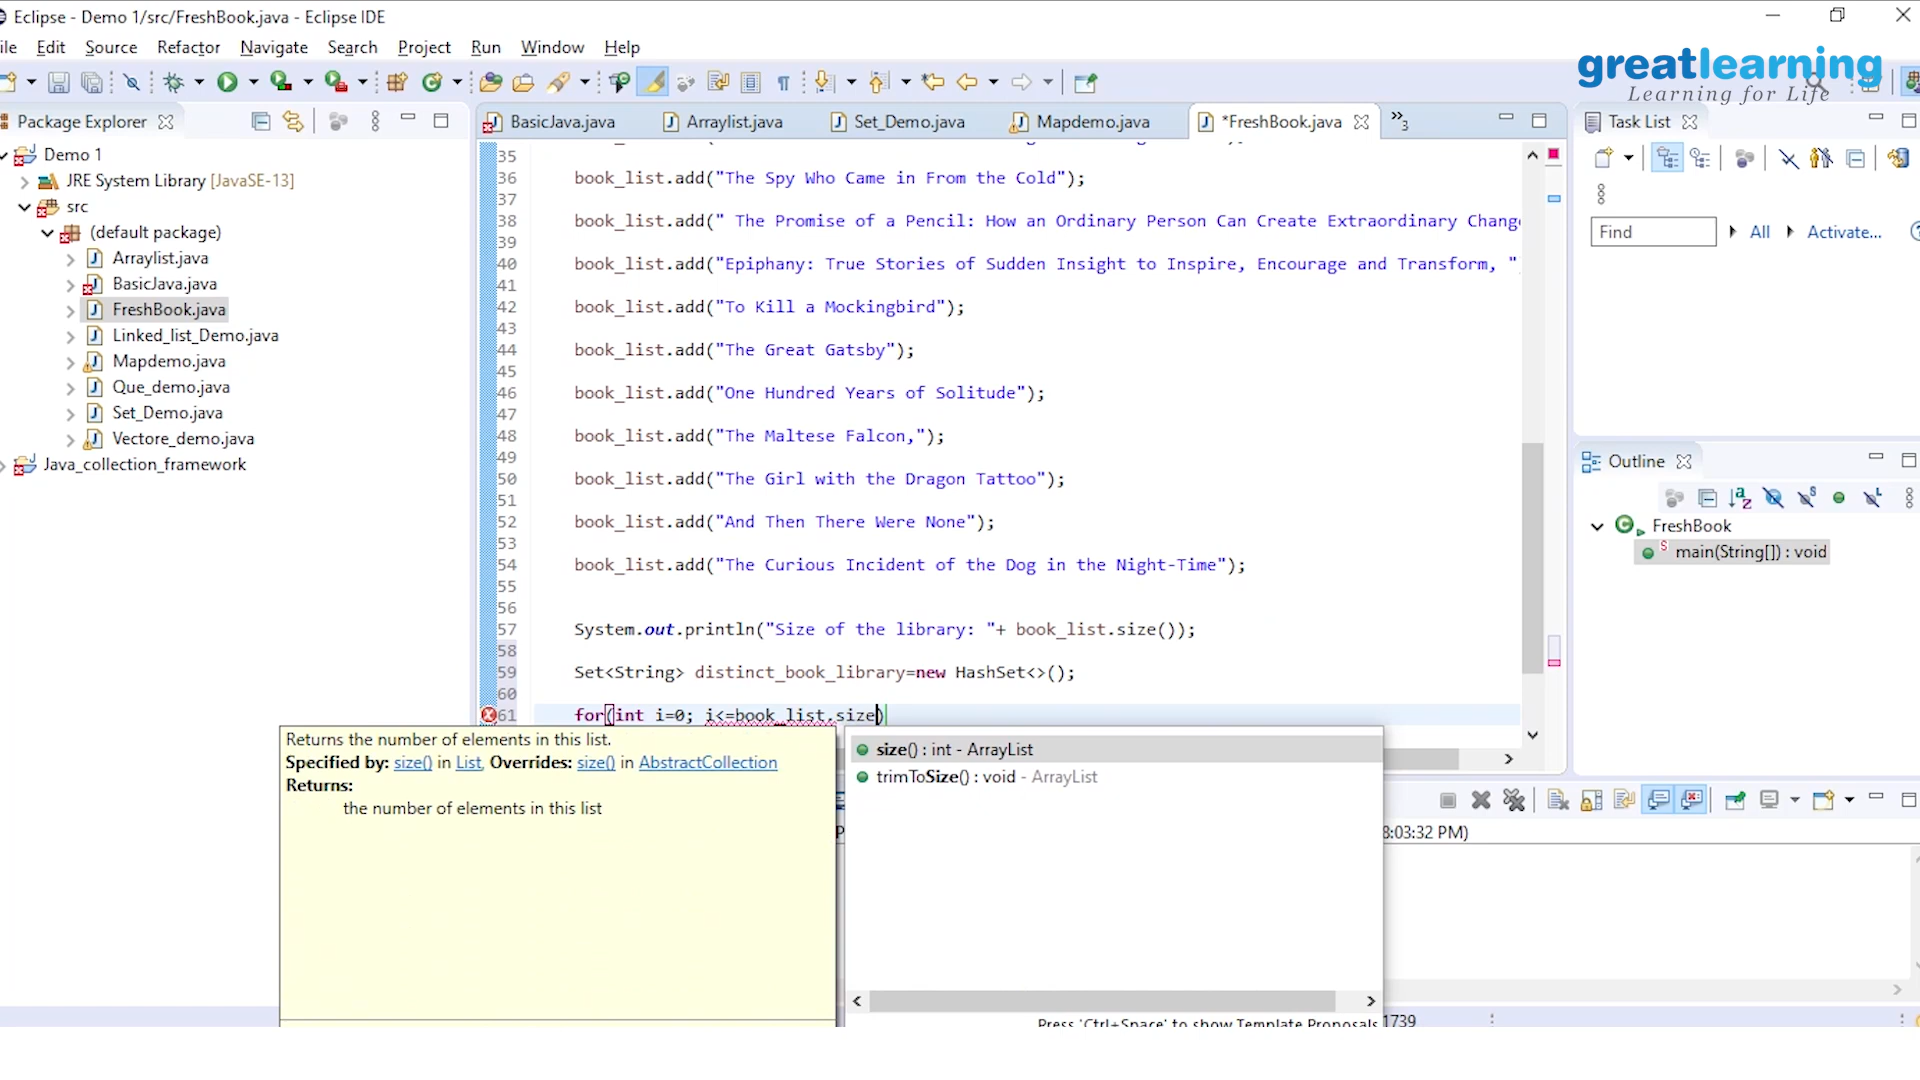 Eclipse - Demo 1/src/FreshBook.java - Eclipse IDE
ile Edit Source Refactor Navigate Search Project Run Window Help
greatlearning
Learning for Life
Package Explorer
BasicJava.java Arraylist.java Set_Demo.java Mapdemo.java *FreshBook.java »3
Task List
Demo 1
JRE System Library [JavaSE-13]
src
(default package)
Arraylist.java
BasicJava.java
FreshBook.java
Linked_list_Demo.java
Mapdemo.java
Que_demo.java
Set_Demo.java
Vectore_demo.java
Java_collection_framework
35
36 book_list.add("The Spy Who Came in From the Cold");
37
38 book_list.add(" The Promise of a Pencil: How an Ordinary Person Can Create Extraordinary Change
39
40 book_list.add("Epiphany: True Stories of Sudden Insight to Inspire, Encourage and Transform, "
41
42 book_list.add("To Kill a Mockingbird");
43
44 book_list.add("The Great Gatsby");
45
46 book_list.add("One Hundred Years of Solitude");
47
48 book_list.add("The Maltese Falcon,");
49
50 book_list.add("The Girl with the Dragon Tattoo");
51
52 book_list.add("And Then There Were None");
53
54 book_list.add("The Curious Incident of the Dog in the Night-Time");
55
56
57 System.out.println("Size of the library: "+ book_list.size());
58
59 Set<String> distinct_book_library=new HashSet<>();
60
61 for(int i=0; i<=book_list.size)
Returns the number of elements in this list.
Specified by: size() in List, Overrides: size() in AbstractCollection
Returns:
the number of elements in this list
size() : int - ArrayList
trimToSize() : void - ArrayList
Press 'Ctrl+Space' to show Template Proposals
Find All Activate...
Outline
FreshBook
main(String[]) : void
8:03:32 PM)
1739